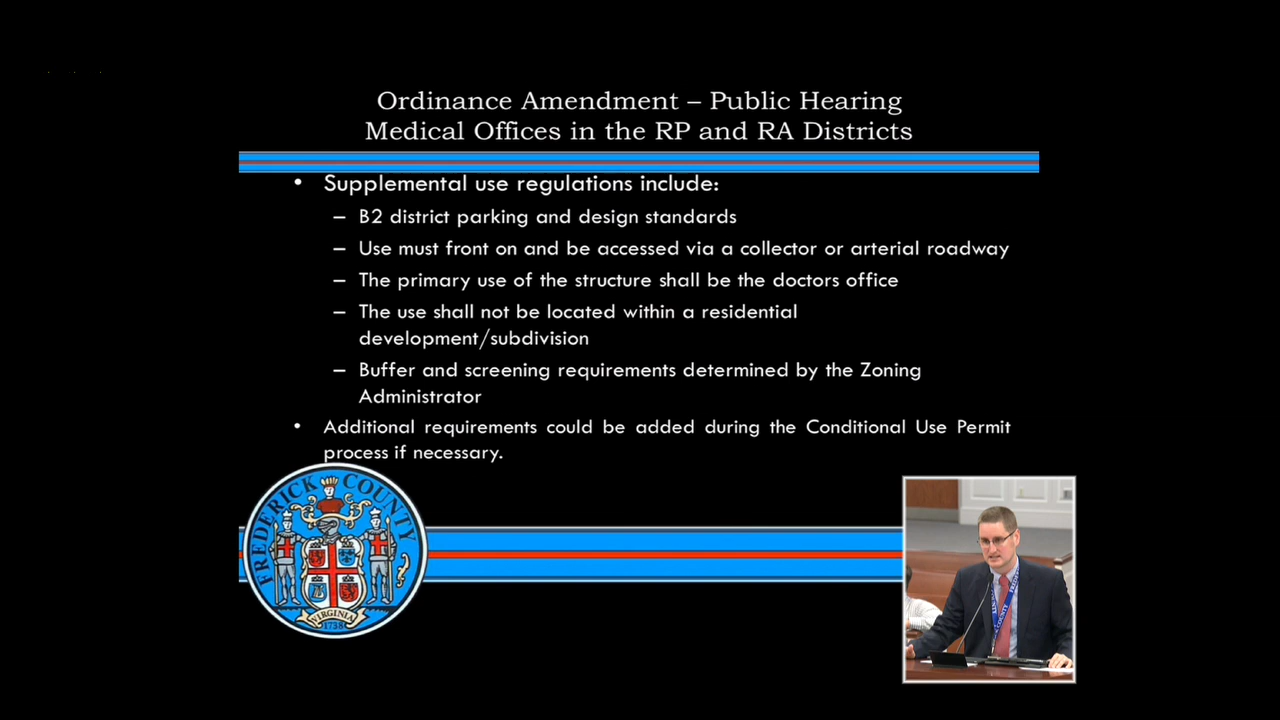 Ordinance Amendment – Public Hearing
Medical Offices in the RP and RA Districts
• Supplemental use regulations include:
– B2 district parking and design standards
– Use must front on and be accessed via a collector or arterial roadway
– The primary use of the structure shall be the doctors office
– The use shall not be located within a residential
development/subdivision
– Buffer and screening requirements determined by the Zoning
Administrator
• Additional requirements could be added during the Conditional Use Permit
process if necessary.
FREDERICK COUNTY
VIRGINIA
1738